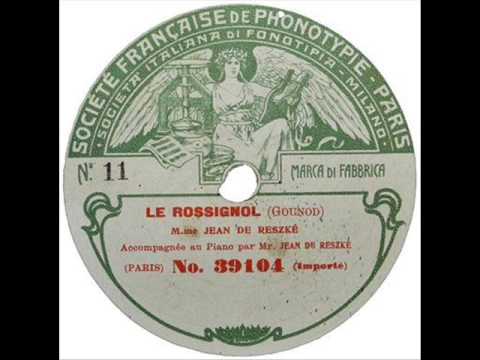 SOCIÉTÉ FRANÇAISE DE PHONOTYPIE - PARIS
· SOCIETÀ ITALIANA DI FONOTIPIA - MILANO ·
No. 11
MARCA DI FABBRICA
LE ROSSIGNOL (GOUNOD)
M.me JEAN DE RESZKÉ
Accompagnée au Piano par Mr. JEAN DE RESZKÉ
(PARIS) No. 39104 (Importé)